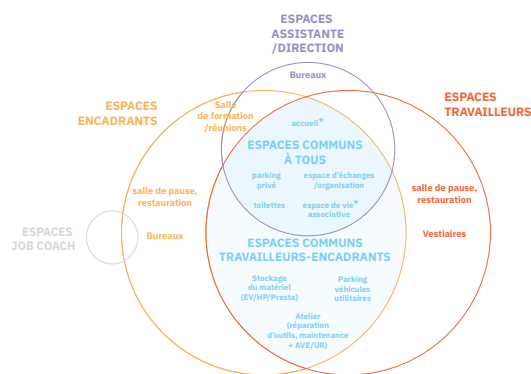 ESPACES
ASSISTANTE
/DIRECTION
Bureaux
ESPACES
ENCADRANTS
Salle
de formation
/réunions
accueil*
ESPACES
TRAVAILLEURS
ESPACES COMMUNS
À TOUS
parking
privé
espace d'échanges
/organisation
toilettes
espace de vie*
associative
salle de pause,
restauration
salle de pause,
restauration
ESPACES
JOB COACH
Bureaux
Vestiaires
ESPACES COMMUNS
TRAVAILLEURS-ENCADRANTS
Stockage
du matériel
(EV/HP/Presta)
Parking
véhicules
utilitaires
Atelier
(réparation
d'outils, maintenance
+ AVE/UR)